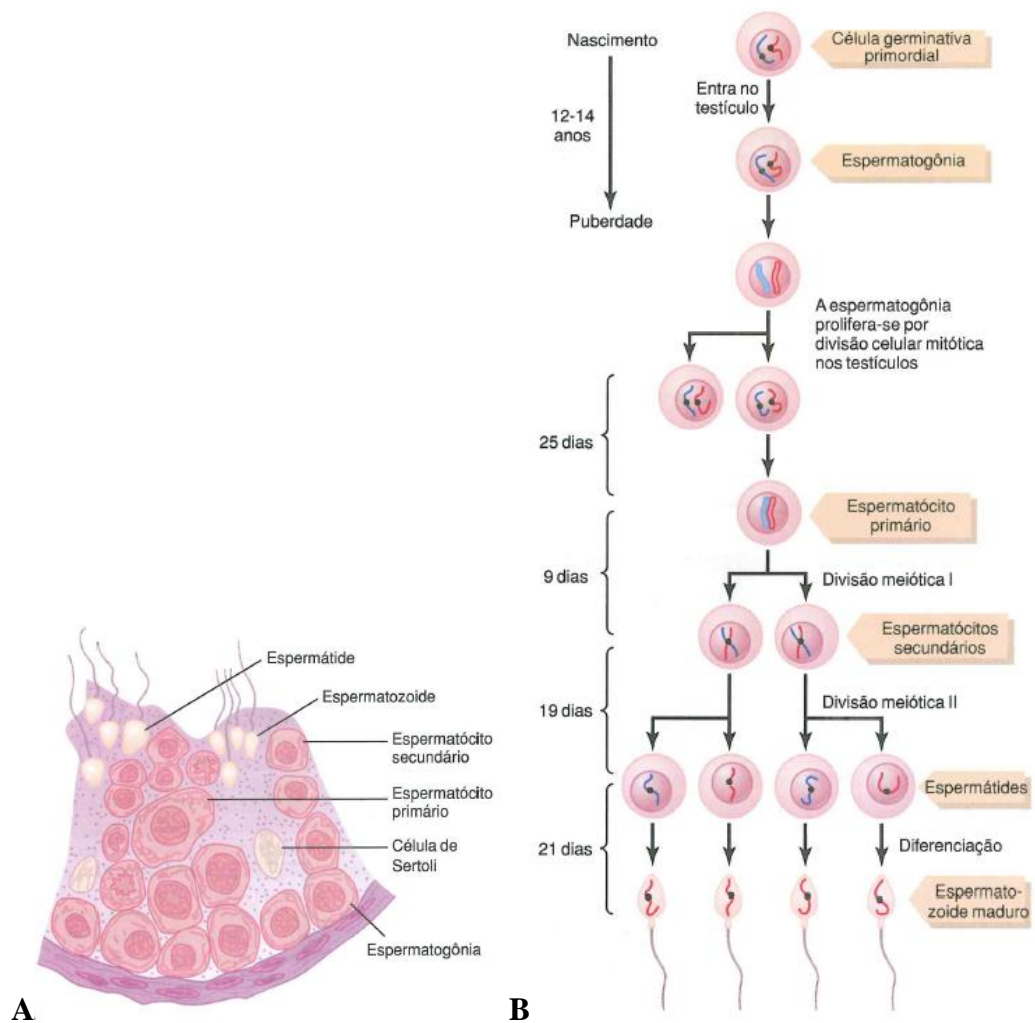 Espermátide
Espermatozoide
Espermatócito
secundário
Espermatócito
primário
Célula de
Sertoli
Espermatogônia
A
Nascimento
12-14
anos
Puberdade
Célula germinativa
primordial
Entra no
testículo
Espermatogônia
A espermatogônia
prolifera-se por
divisão celular mitótica
nos testículos
25 dias
Espermatócito
primário
9 dias
Divisão meiótica I
Espermatócitos
secundários
19 dias
Divisão meiótica II
Espermátides
21 dias
Diferenciação
Espermato-
zoide maduro
B